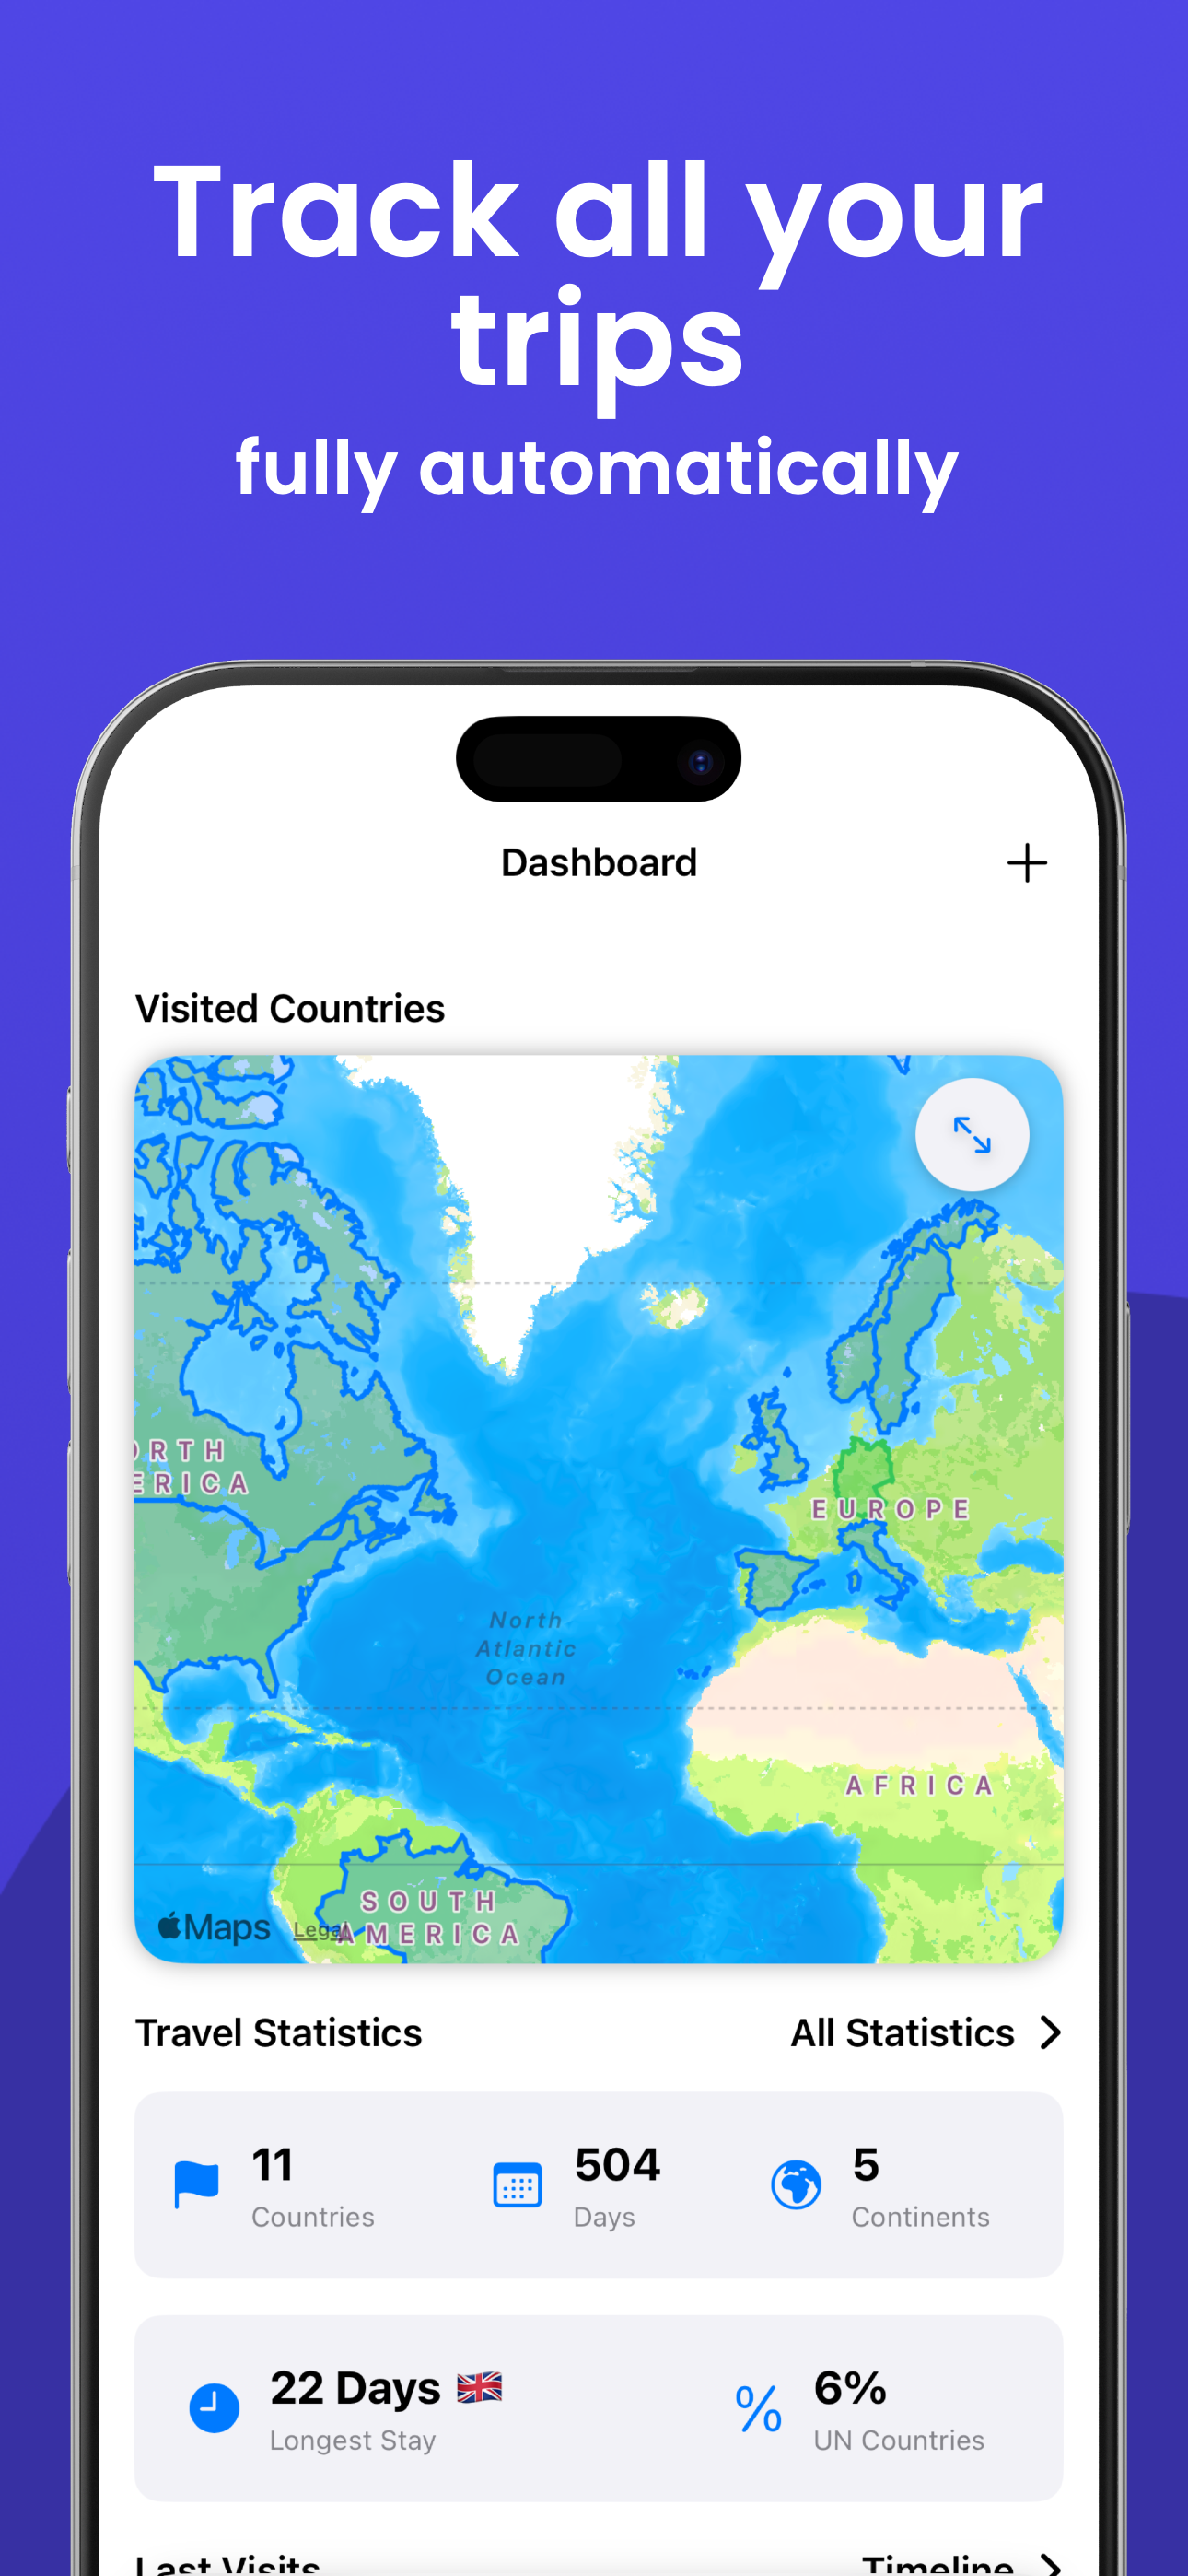 Track all your
trips
fully automatically
Dashboard
Visited Countries
ORTH
ERICA
EUROPE
North
Atlantic
Ocean
AFRICA
SOUTH
AMERICA
Maps
Legal
Travel Statistics
All Statistics
11
Countries
504
Days
5
Continents
22 Days
Longest Stay
%
6%
UN Countries
Last Visits
Timeline